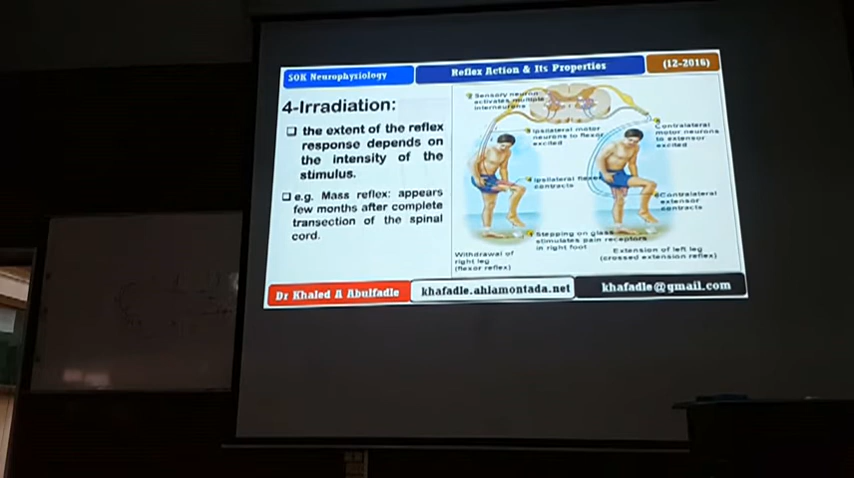 SOK Neurophysiology
Reflex Action & Its Properties
(12-2016)
4-Irradiation:
❑ the extent of the reflex
response depends on
the intensity of the
stimulus.
❑ e.g. Mass reflex: appears
few months after complete
transection of the spinal
cord.
2 Sensory neuron
activates multiple
interneurons
3 Ipsilateral motor
neurons to flexor
excited
Contralateral
motor neurons
to extensor
excited
4 Ipsilateral flexor
contracts
Contralateral
extensor
contracts
1 Stepping on glass
stimulates pain receptors
in right foot
Withdrawal of
right leg
(flexor reflex)
Extension of left leg
(crossed extension reflex)
Dr Khaled A Abulfadle
khafadle.ahlamontada.net
khafadle@gmail.com